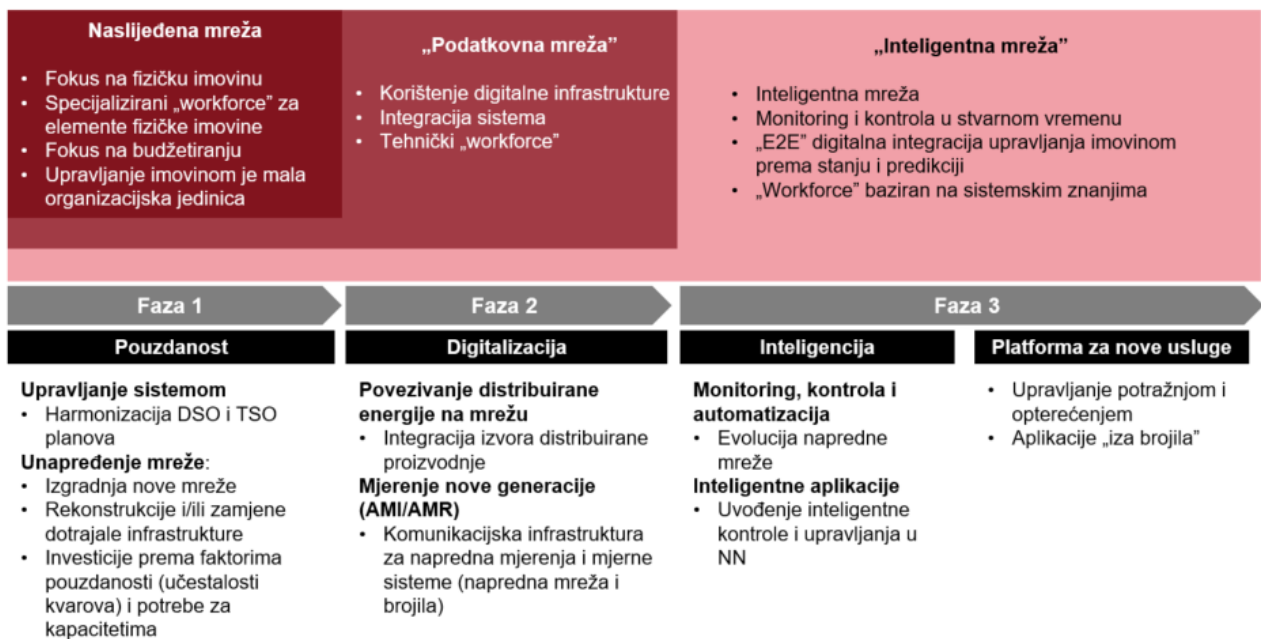 Naslijeđena mreža
• Fokus na fizičku imovinu
• Specijalizirani „workforce” za
elemente fizičke imovine
• Fokus na budžetiranju
• Upravljanje imovinom je mala
organizacijska jedinica
„Podatkovna mreža”
• Korištenje digitalne infrastrukture
• Integracija sistema
• Tehnički „workforce”
„Inteligentna mreža”
• Inteligentna mreža
• Monitoring i kontrola u stvarnom vremenu
• „E2E” digitalna integracija upravljanja imovinom
prema stanju i predikciji
• „Workforce” baziran na sistemskim znanjima
Faza 1
Faza 2
Faza 3
Pouzdanost
Digitalizacija
Inteligencija
Platforma za nove usluge
Upravljanje sistemom
• Harmonizacija DSO i TSO
planova
Unapređenje mreže:
• Izgradnja nove mreže
• Rekonstrukcije i/ili zamjene
dotrajale infrastrukture
• Investicije prema faktorima
pouzdanosti (učestalosti
kvarova) i potrebe za
kapacitetima
Povezivanje distribuirane
energije na mrežu
• Integracija izvora distribuirane
proizvodnje
Mjerenje nove generacije
(AMI/AMR)
• Komunikacijska infrastruktura
za napredna mjerenja i mjerne
sisteme (napredna mreža i
brojila)
Monitoring, kontrola i
automatizacija
• Evolucija napredne
mreže
Inteligentne aplikacije
• Uvođenje inteligentne
kontrole i upravljanja u
NN
• Upravljanje potražnjom i
opterećenjem
• Aplikacije „iza brojila”